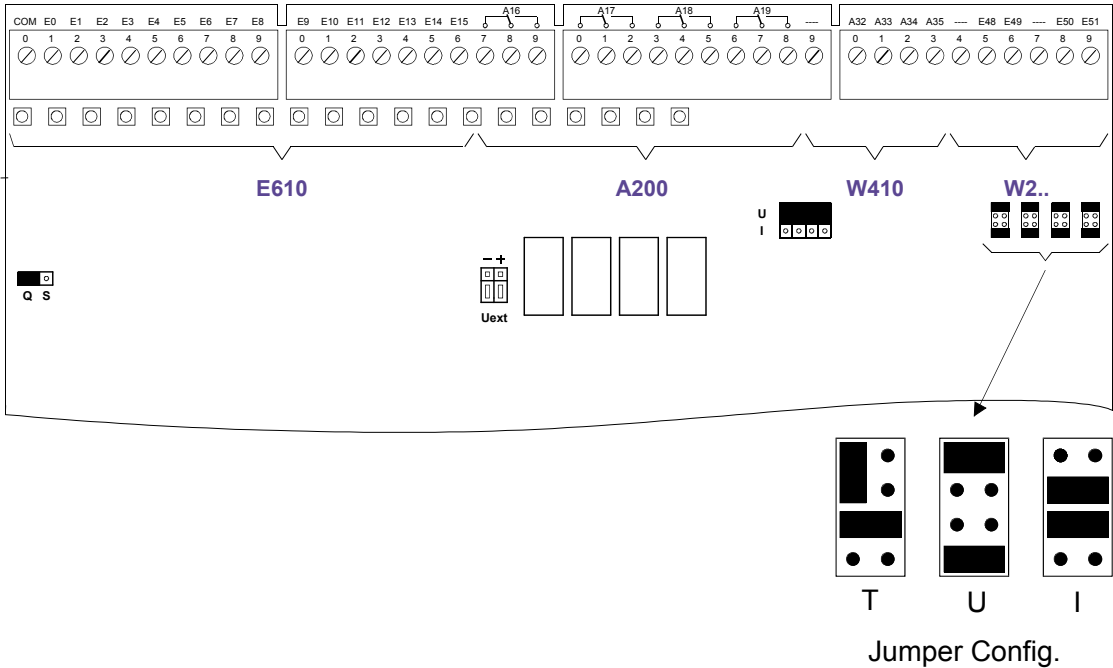 A16 A17 A18 A19
COM E0 E1 E2 E3 E4 E5 E6 E7 E8 E9 E10 E11 E12 E13 E14 E15 ---- A32 A33 A34 A35 ---- E48 E49 ---- E50 E51
0 1 2 3 4 5 6 7 8 9 0 1 2 3 4 5 6 7 8 9 0 1 2 3 4 5 6 7 8 9 0 1 2 3 4 5 6 7 8 9
E610 A200 W410 W2..
U
I
Q S
– +
Uext
T U I
Jumper Config.